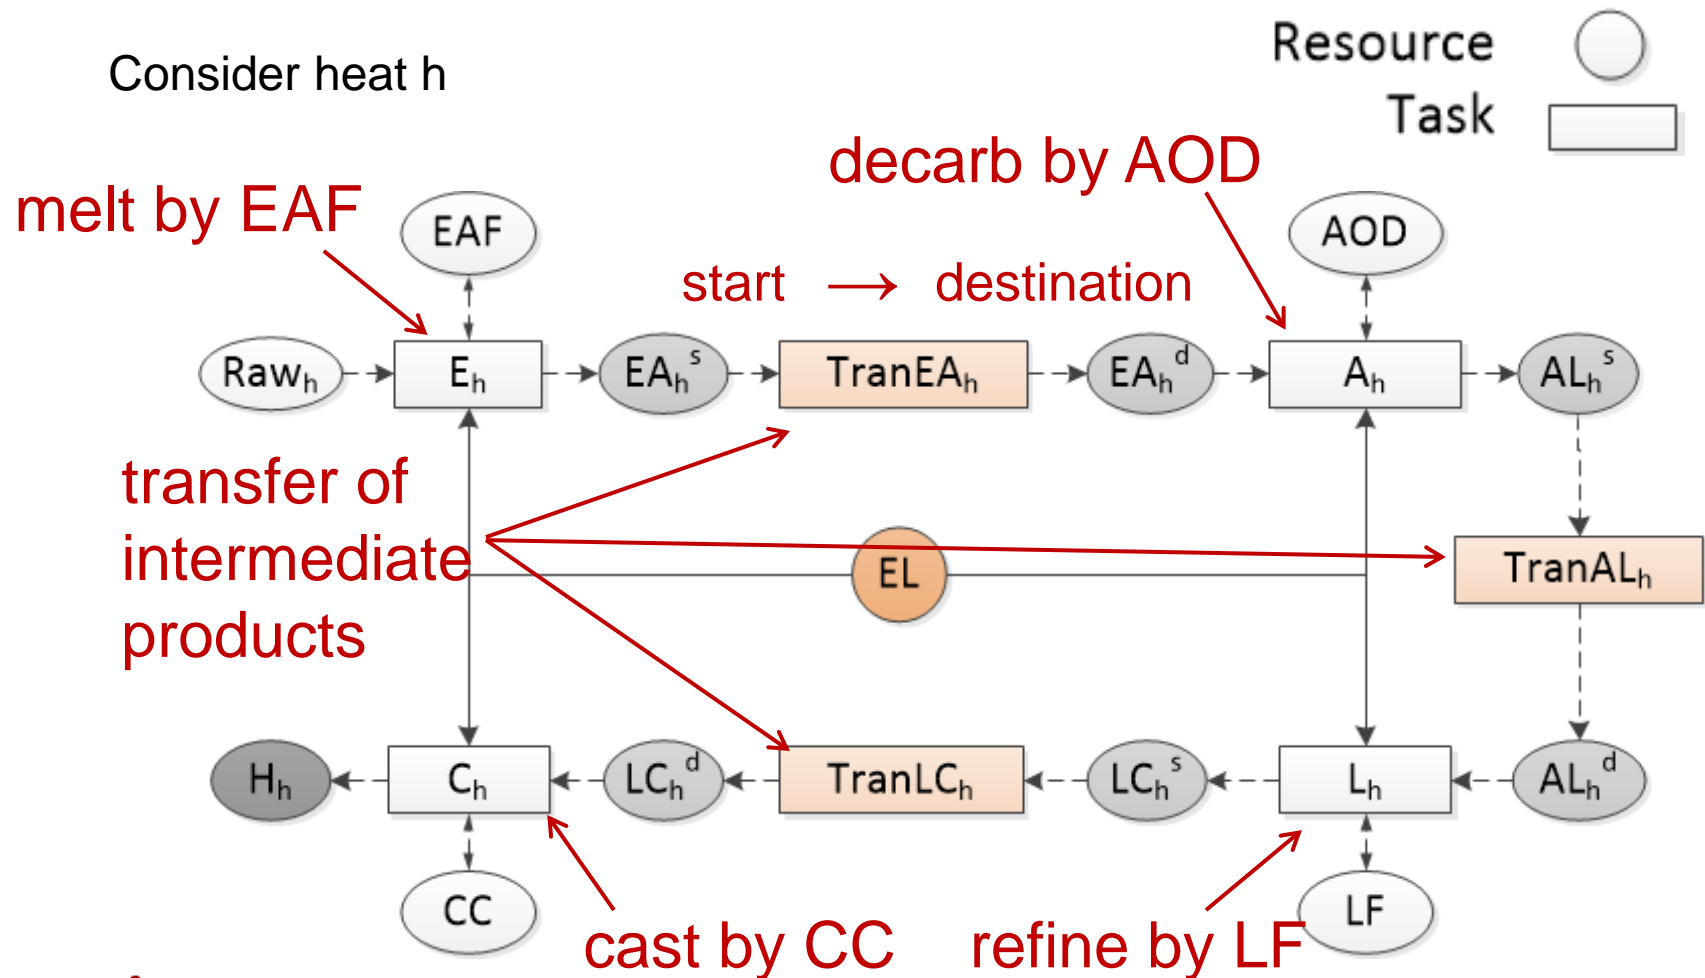 Consider heat h
Resource
Task
melt by EAF
decarb by AOD
EAF
AOD
start → destination
Rawₕ
Eₕ
EAₕˢ
TranEAₕ
EAₕᵈ
Aₕ
ALₕˢ
transfer of
intermediate
products
EL
TranALₕ
Hₕ
Cₕ
LCₕᵈ
TranLCₕ
LCₕˢ
Lₕ
ALₕᵈ
CC
LF
cast by CC
refine by LF